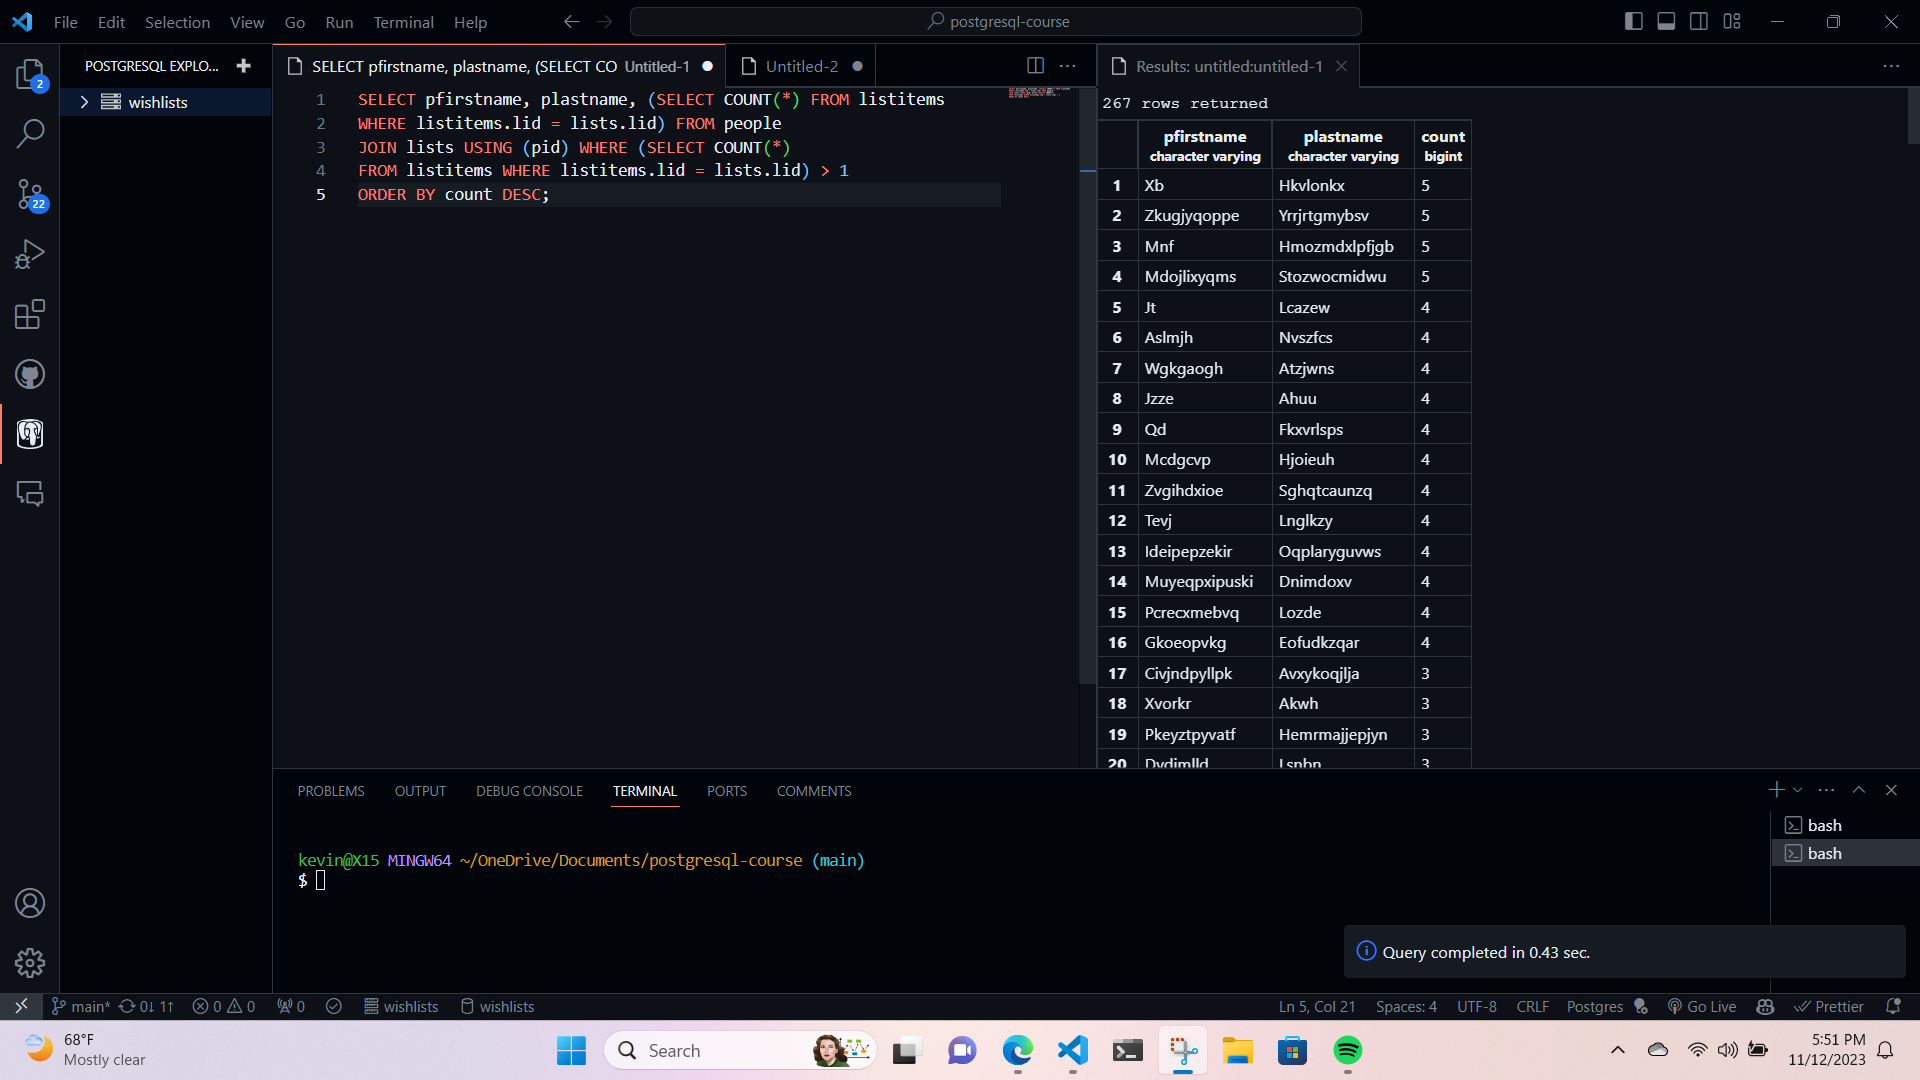 File Edit Selection View Go Run Terminal Help
postgresql-course
POSTGRESQL EXPLO...
SELECT pfirstname, plastname, (SELECT CO Untitled-1
Untitled-2
Results: untitled:untitled-1
2
22
wishlists
1 SELECT pfirstname, plastname, (SELECT COUNT(*) FROM listitems
2 WHERE listitems.lid = lists.lid) FROM people
3 JOIN lists USING (pid) WHERE (SELECT COUNT(*)
4 FROM listitems WHERE listitems.lid = lists.lid) > 1
5 ORDER BY count DESC;
267 rows returned
pfirstname plastname count
character varying character varying bigint
1 Xb Hkvlonkx 5
2 Zkugjyqoppe Yrrjrtgmybsv 5
3 Mnf Hmozmdxlpfjgb 5
4 Mdojlixyqms Stozwocmidwu 5
5 Jt Lcazew 4
6 Aslmjh Nvszfcs 4
7 Wgkgaogh Atzjwns 4
8 Jzze Ahuu 4
9 Qd Fkxvrlsps 4
10 Mcdgcvp Hjoieuh 4
11 Zvgihdxioe Sghqtcaunzq 4
12 Tevj Lnglkzy 4
13 Ideipepzekir Oqplaryguvws 4
14 Muyeqpxipuski Dnimdoxv 4
15 Pcrecxmebvq Lozde 4
16 Gkoeopvkg Eofudkzqar 4
17 Civjndpyllpk Avxykoqjlja 3
18 Xvorkr Akwh 3
19 Pkeyztpyvatf Hemrmajjepjyn 3
20 Dvdimlld Lsnbn 3
PROBLEMS OUTPUT DEBUG CONSOLE TERMINAL PORTS COMMENTS
bash
bash
kevin@X15 MINGW64 ~/OneDrive/Documents/postgresql-course (main)
$
Query completed in 0.43 sec.
main* 0↓ 1↑ 0 0 0 wishlists wishlists
Ln 5, Col 21 Spaces: 4 UTF-8 CRLF Postgres Go Live Prettier
68°F
Mostly clear
Search
5:51 PM
11/12/2023